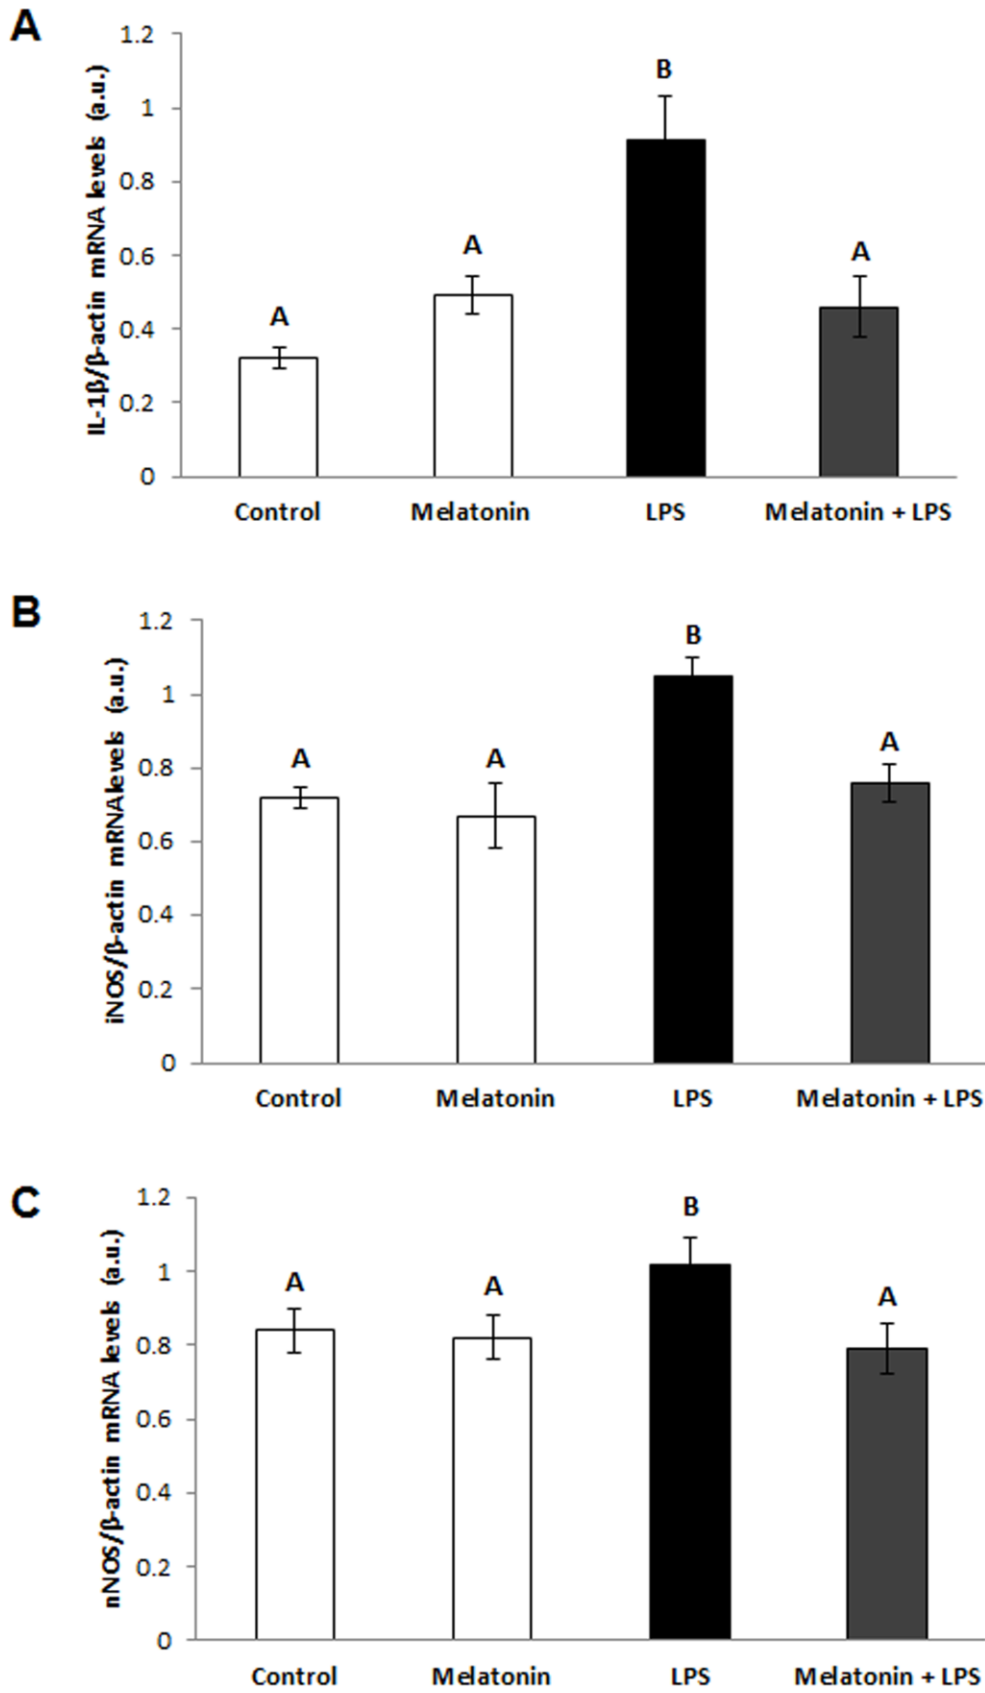 A
IL-1β/β-actin mRNA levels (a.u.)
1.2
1
0.8
0.6
0.4
0.2
0
A
A
B
A
Control
Melatonin
LPS
Melatonin + LPS
B
iNOS/β-actin mRNAlevels (a.u.)
1.2
1
0.8
0.6
0.4
0.2
0
A
A
B
A
Control
Melatonin
LPS
Melatonin + LPS
C
nNOS/β-actin mRNA levels (a.u.)
1.2
1
0.8
0.6
0.4
0.2
0
A
A
B
A
Control
Melatonin
LPS
Melatonin + LPS